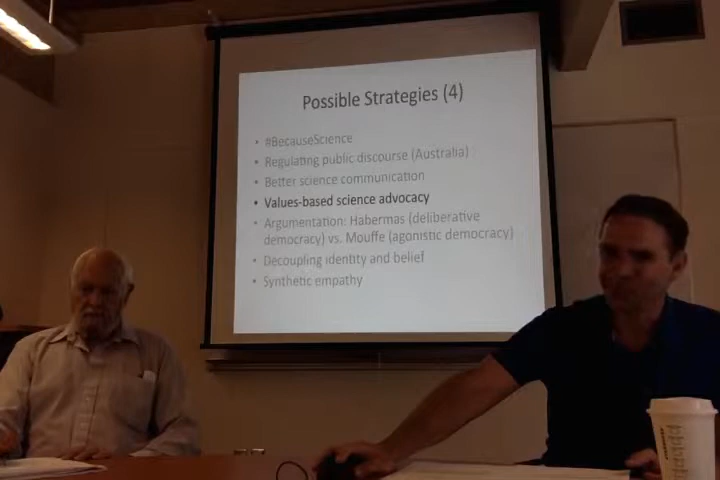 Possible Strategies (4)
• #BecauseScience
• Regulating public discourse (Australia)
• Better science communication
• Values-based science advocacy
• Argumentation: Habermas (deliberative
democracy) vs. Mouffe (agonistic democracy)
• Decoupling identity and belief
• Synthetic empathy